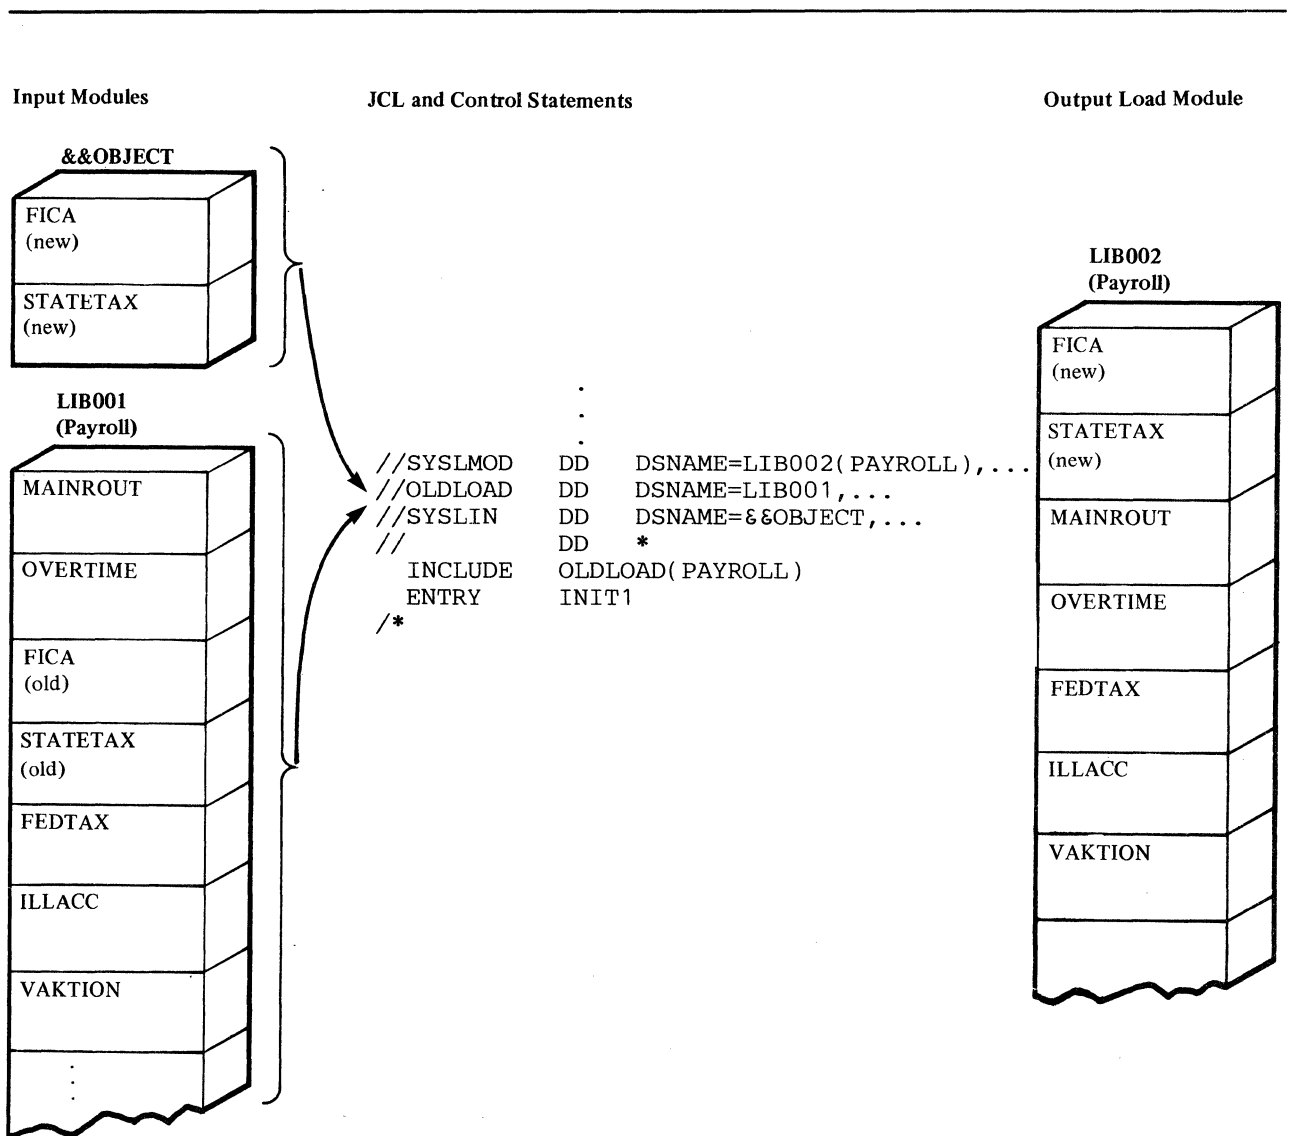 Input Modules
JCL and Control Statements
Output Load Module
&&OBJECT
FICA
(new)
STATETAX
(new)
LIB001
(Payroll)
MAINROUT
OVERTIME
FICA
(old)
STATETAX
(old)
FEDTAX
ILLACC
VAKTION
.
.
.
.
.
.
//SYSLMOD DD DSNAME=LIB002(PAYROLL),...
//OLDLOAD DD DSNAME=LIB001,...
//SYSLIN DD DSNAME=&&OBJECT,...
// DD *
INCLUDE OLDLOAD(PAYROLL)
ENTRY INIT1
/*
LIB002
(Payroll)
FICA
(new)
STATETAX
(new)
MAINROUT
OVERTIME
FEDTAX
ILLACC
VAKTION